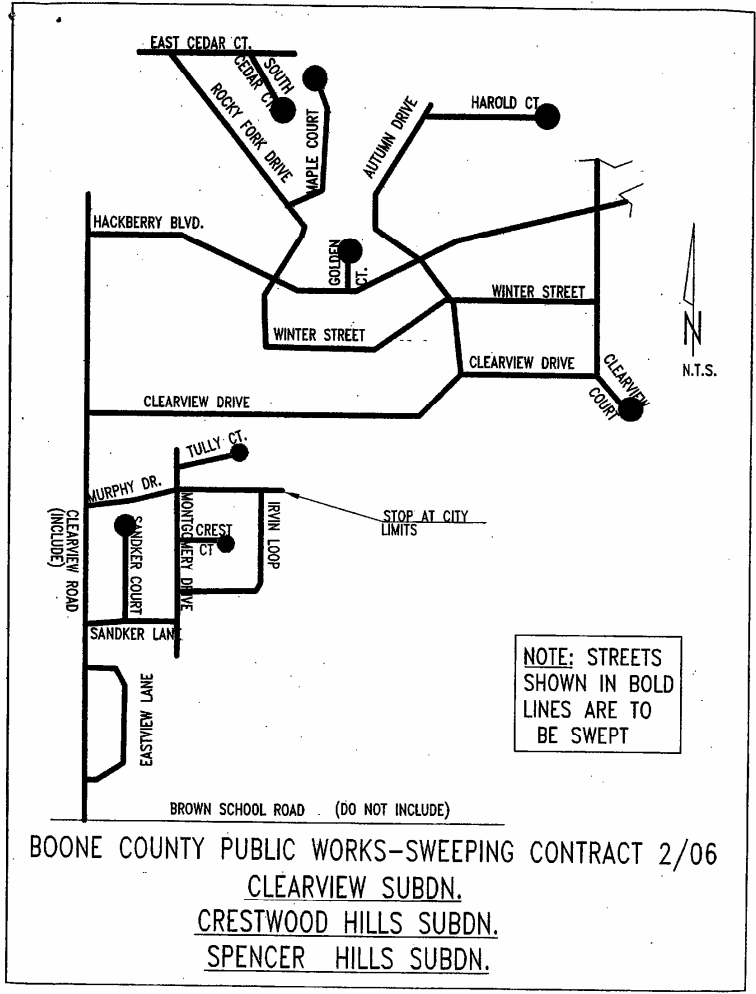 EAST CEDAR CT.
SOUTH
CEDAR CT.
ROCKY FORK DRIVE
MAPLE COURT
AUTUMN DRIVE
HAROLD CT
HACKBERRY BLVD.
GOLDEN
CT.
WINTER STREET
WINTER STREET
N
N.T.S.
CLEARVIEW DRIVE
CLEARVIEW
COURT
CLEARVIEW DRIVE
TULLY CT.
MURPHY DR.
MONTGOMERY DRIVE
CREST
CT
IRVIN LOOP
STOP AT CITY
LIMITS
CLEARVIEW ROAD
(INCLUDE)
SANDKER COURT
SANDKER LANE
EASTVIEW LANE
NOTE: STREETS
SHOWN IN BOLD
LINES ARE TO
BE SWEPT
BROWN SCHOOL ROAD (DO NOT INCLUDE)
BOONE COUNTY PUBLIC WORKS-SWEEPING CONTRACT 2/06
CLEARVIEW SUBDN.
CRESTWOOD HILLS SUBDN.
SPENCER HILLS SUBDN.